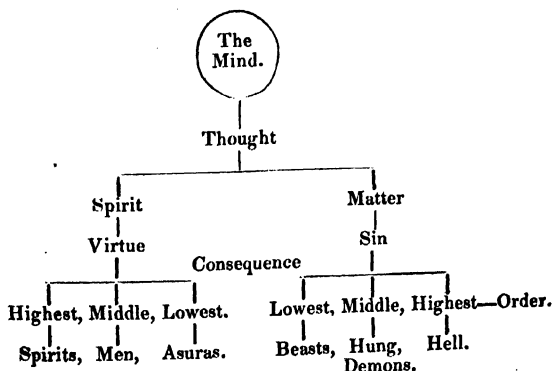 The
Mind.
Thought
Spirit
Matter
Virtue
Sin
Consequence
Highest, Middle, Lowest.
Lowest, Middle, Highest—Order.
Spirits, Men, Asuras.
Beasts, Hung, Hell.
Demons.